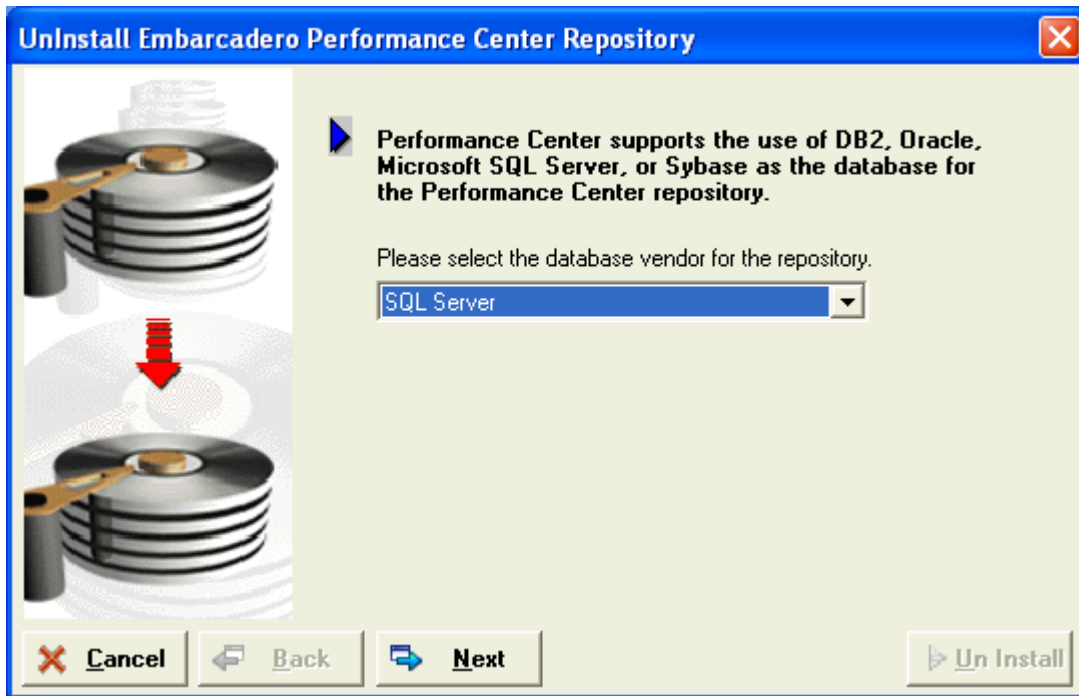 UnInstall Embarcadero Performance Center Repository
Performance Center supports the use of DB2, Oracle,
Microsoft SQL Server, or Sybase as the database for
the Performance Center repository.
Please select the database vendor for the repository.
SQL Server
Cancel
Back
Next
Un Install